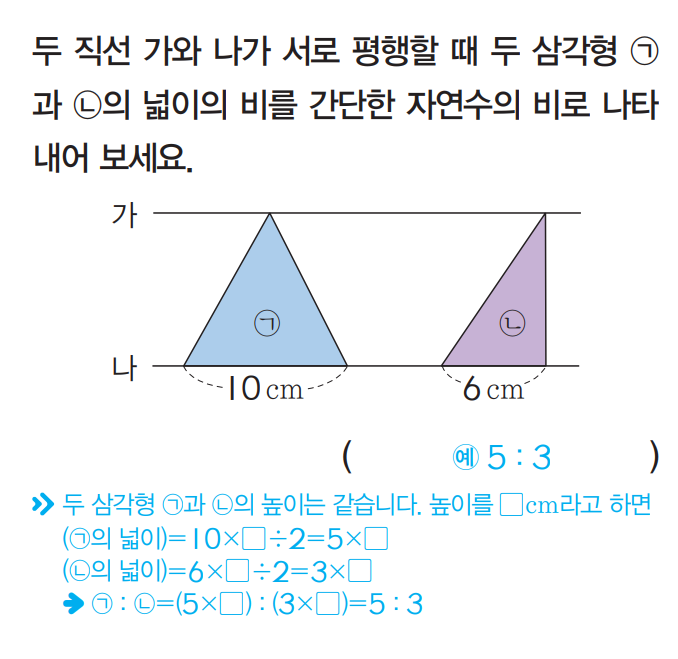 두 직선 가와 나가 서로 평행할 때 두 삼각형 ㉠
과 ㉡의 넓이의 비를 간단한 자연수의 비로 나타
내어 보세요.
가
㉠ ㉡
나
10 cm 6 cm
( 예 5 : 3 )
≫ 두 삼각형 ㉠과 ㉡의 높이는 같습니다. 높이를 □cm라고 하면
(㉠의 넓이)=10×□÷2=5×□
(㉡의 넓이)=6×□÷2=3×□
➔ ㉠ : ㉡=(5×□) : (3×□)=5 : 3